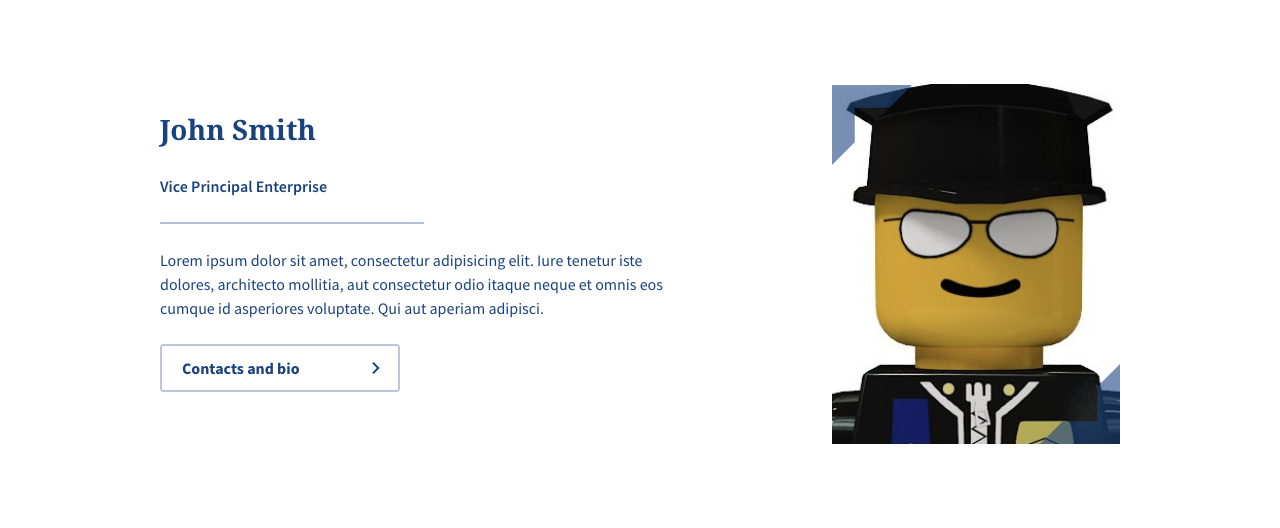 John Smith
Vice Principal Enterprise
Lorem ipsum dolor sit amet, consectetur adipisicing elit. Iure tenetur iste
dolores, architecto mollitia, aut consectetur odio itaque neque et omnis eos
cumque id asperiores voluptate. Qui aut aperiam adipisci.
Contacts and bio